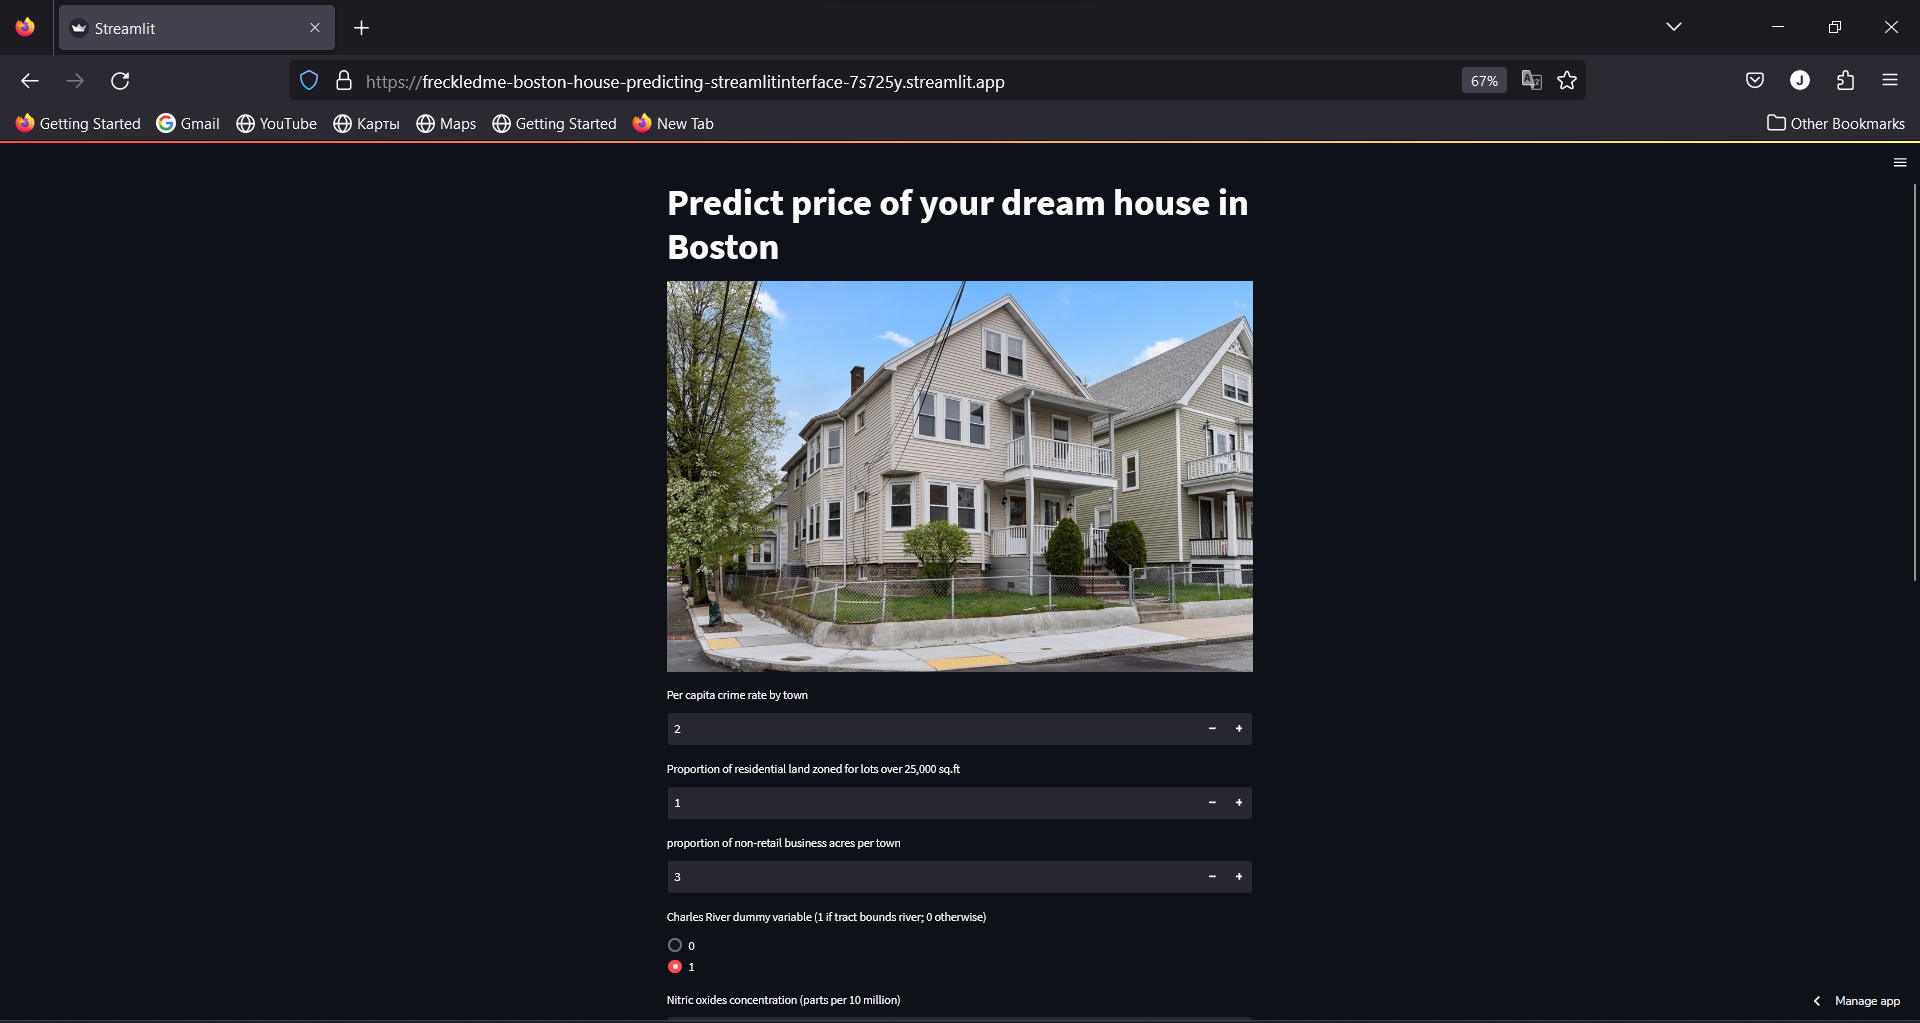 Streamlit
https://freckledme-boston-house-predicting-streamlitinterface-7s725y.streamlit.app
67%
J
Getting Started
Gmail
YouTube
Карты
Maps
Getting Started
New Tab
Other Bookmarks
Predict price of your dream house in
Boston
Per capita crime rate by town
2
Proportion of residential land zoned for lots over 25,000 sq.ft
1
proportion of non-retail business acres per town
3
Charles River dummy variable (1 if tract bounds river; 0 otherwise)
0
1
Nitric oxides concentration (parts per 10 million)
Manage app